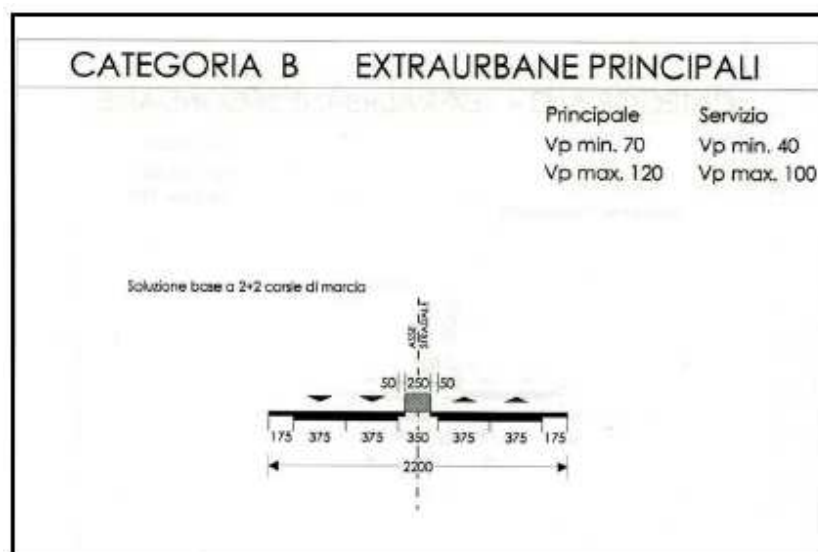 CATEGORIA B EXTRAURBANE PRINCIPALI
Principale Servizio
Vp min. 70 Vp min. 40
Vp max. 120 Vp max. 100
Soluzione base a 2+2 corsie di marcia
ASSE
STRADALE
50 250 50
175 375 375 350 375 375 175
2200